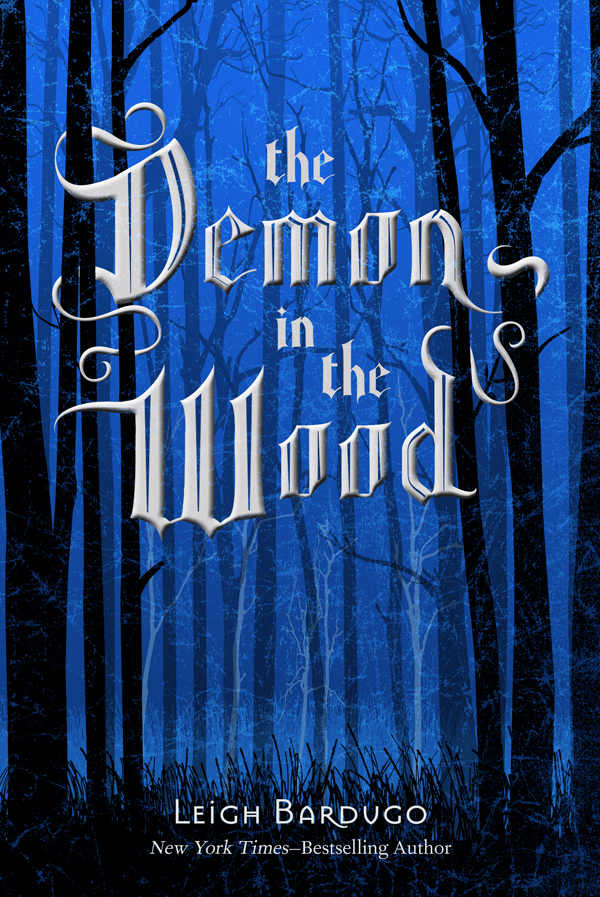 the
Demon
in
the
Wood
LEIGH BARDUGO
New York Times–Bestselling Author